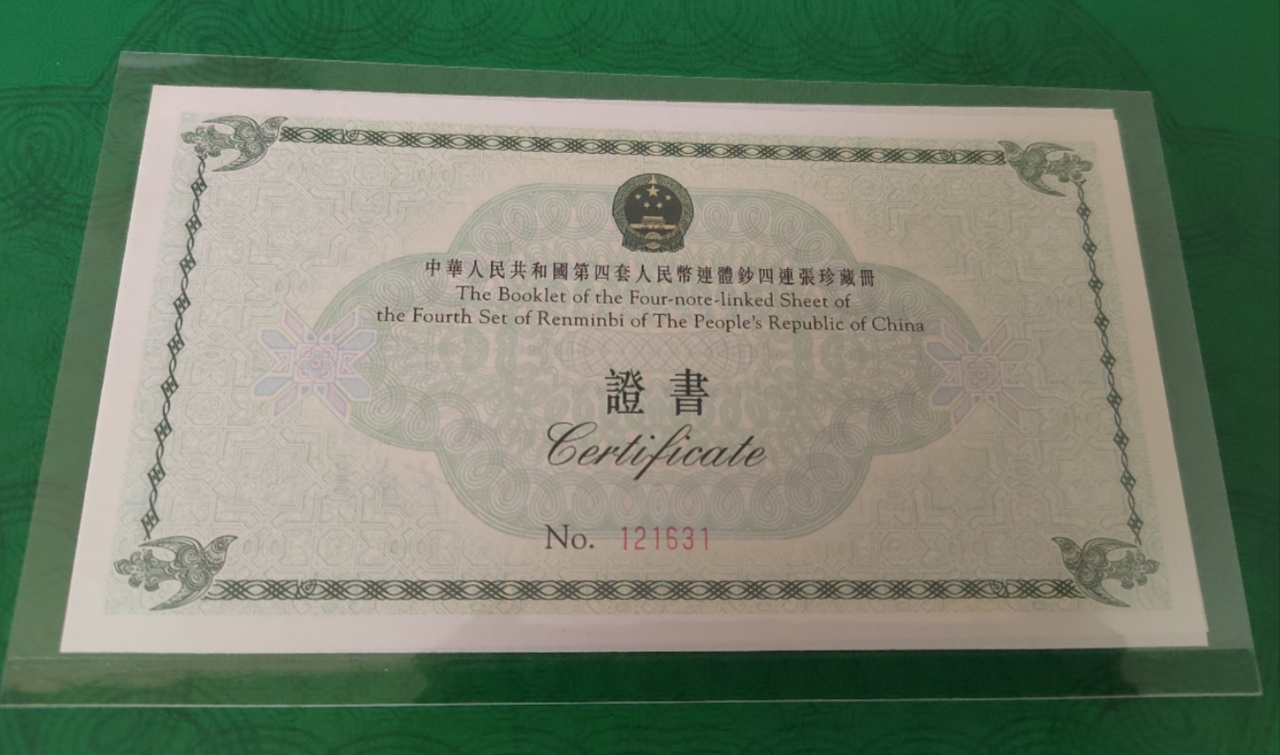 中華人民共和國第四套人民幣連體鈔四連張珍藏冊
The Booklet of the Four-note-linked Sheet of
the Fourth Set of Renminbi of The People's Republic of China
證書
Certificate
No. 121631